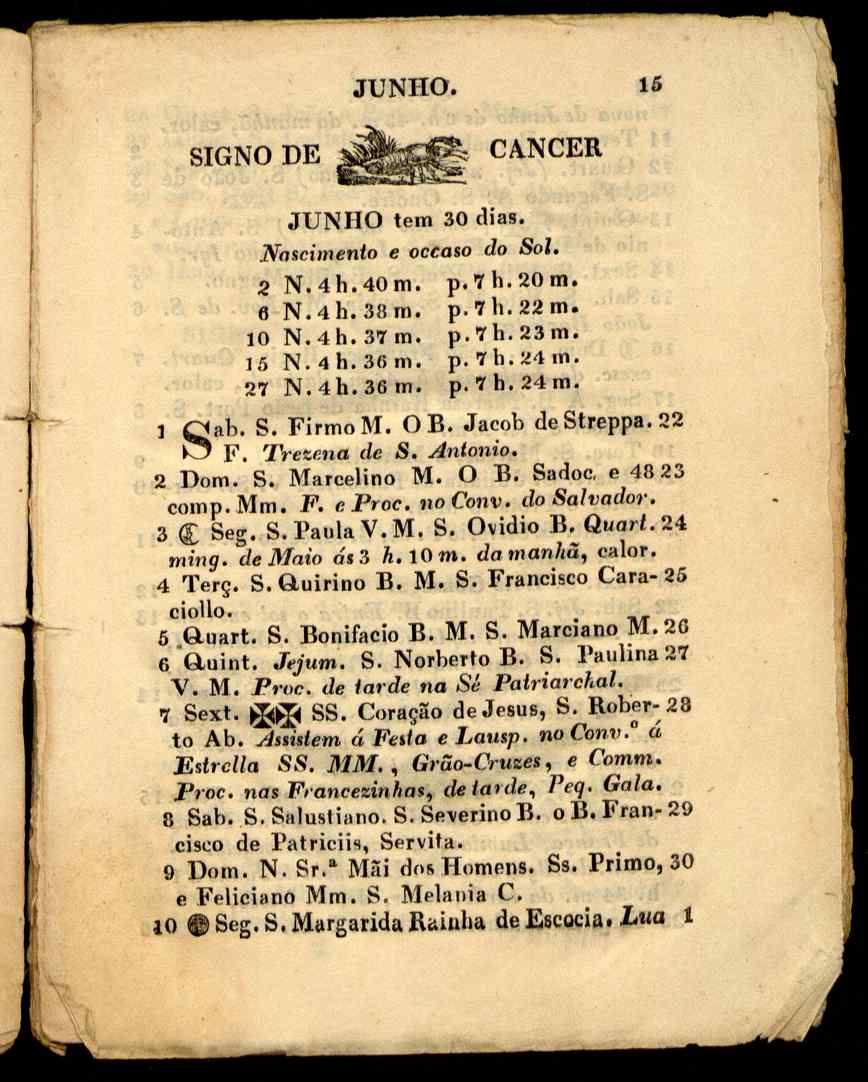 JUNHO. 15
SIGNO DE CANCER
JUNHO tem 30 dias.
Nascimento e occaso do Sol.
2 N. 4 h. 40 m. p. 7 h. 20 m.
6 N. 4 h. 38 m. p. 7 h. 22 m.
10 N. 4 h. 37 m. p. 7 h. 23 m.
15 N. 4 h. 36 m. p. 7 h. 24 m.
27 N. 4 h. 36 m. p. 7 h. 24 m.
1 Sab. S. Firmo M. O B. Jacob de Streppa. 22
F. Trezena de S. Antonio.
2 Dom. S. Marcelino M. O B. Sadoc, e 48 23
comp. Mm. F. e Proc. no Conv. do Salvador.
3 Seg. S. Paula V. M. S. Ovidio B. Quart. 24
ming. de Maio ás 3 h. 10 m. da manhã, calor.
4 Terç. S. Quirino B. M. S. Francisco Cara- 25
ciollo.
5 Quart. S. Bonifacio B. M. S. Marciano M. 26
6 Quint. Jejum. S. Norberto B. S. Paulina 27
V. M. Proc. de tarde na Sé Patriarchal.
7 Sext. ✠✠ SS. Coração de Jesus, S. Rober- 28
to Ab. Assistem á Festa e Lausp. no Conv.º á
Estrella SS. MM., Grão-Cruzes, e Comm.
Proc. nas Francezinhas, de tarde, Peq. Gala.
8 Sab. S. Salustiano. S. Severino B. o B. Fran- 29
cisco de Patriciis, Servita.
9 Dom. N. Sr.ª Mãi dos Homens. Ss. Primo, 30
e Feliciano Mm. S. Melania C.
10 Seg. S. Margarida Rainha de Escocia. Lua 1